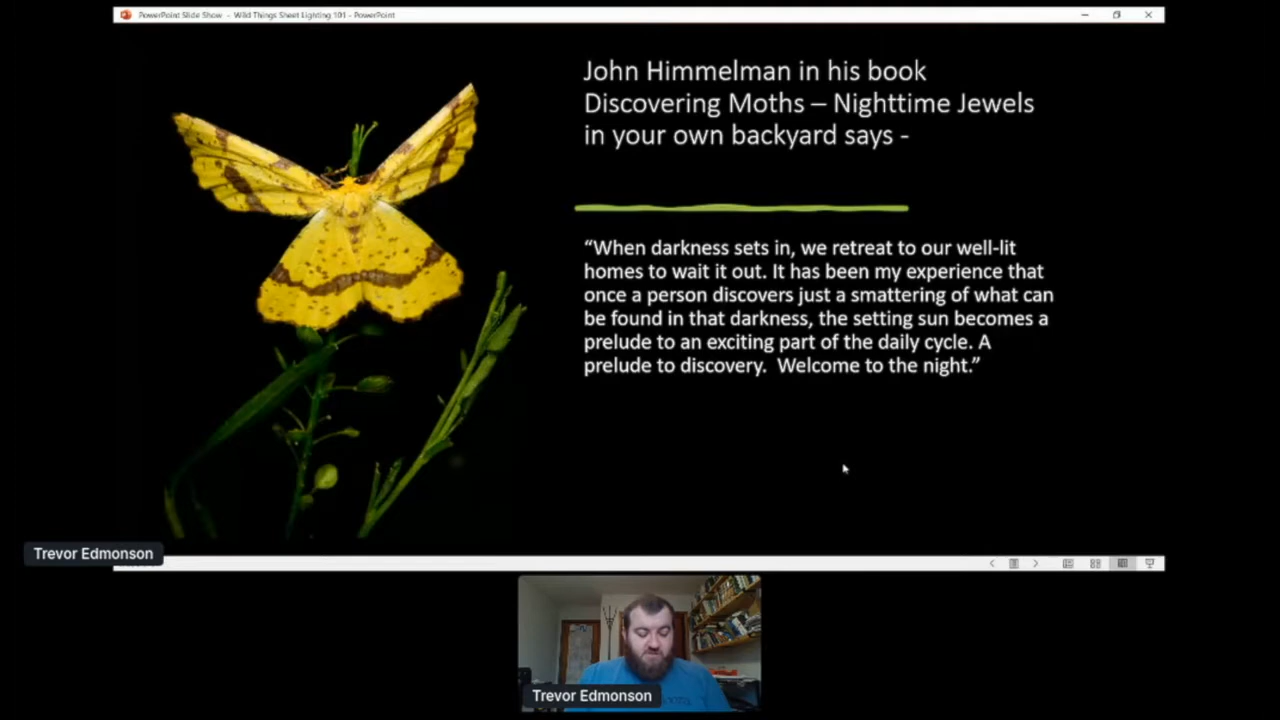 PowerPoint Slide Show - Wild Things Sheet Lighting 101 - PowerPoint
John Himmelman in his book
Discovering Moths – Nighttime Jewels
in your own backyard says -
“When darkness sets in, we retreat to our well-lit
homes to wait it out. It has been my experience that
once a person discovers just a smattering of what can
be found in that darkness, the setting sun becomes a
prelude to an exciting part of the daily cycle. A
prelude to discovery.  Welcome to the night.”
Trevor Edmonson
Trevor Edmonson